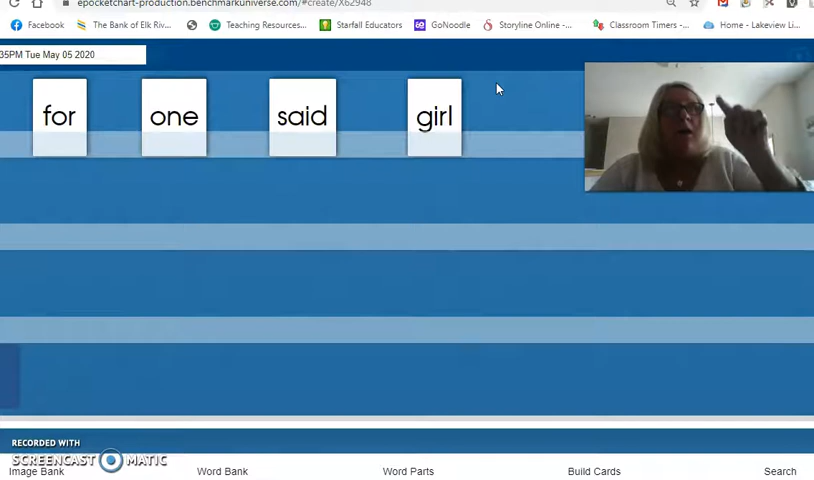 epocketchart-production.benchmarkuniverse.com/#create/X62948
Facebook The Bank of Elk Riv... Teaching Resources... Starfall Educators GoNoodle Storyline Online -... Classroom Timers -... Home - Lakeview Li...
35PM Tue May 05 2020
for one said girl
RECORDED WITH
SCREENCAST MATIC
Image Bank Word Bank Word Parts Build Cards Search